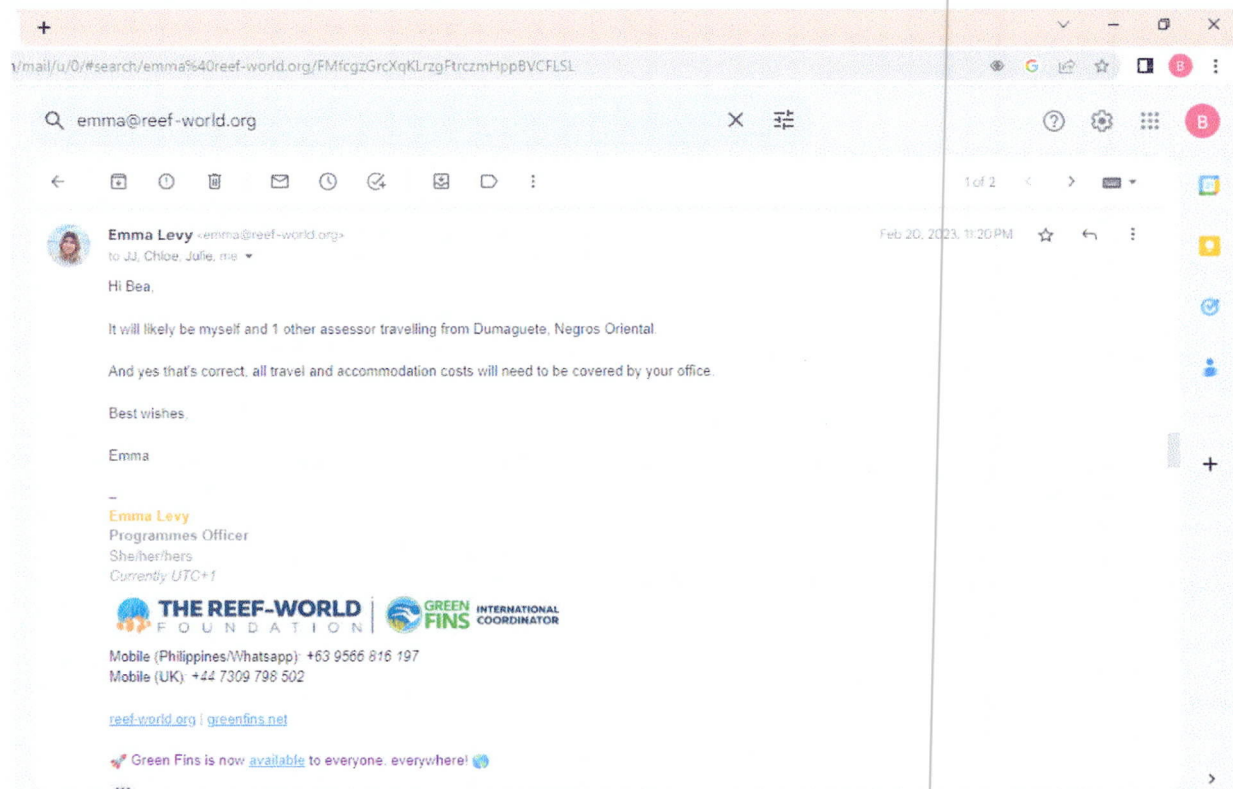 /mail/u/0/#search/emma%40reef-world.org/FMfcgzGrcXqKLrzgFtrczmHppBVCFLSL
B
emma@reef-world.org
B
1 of 2
Emma Levy <emma@reef-world.org>
Feb 20, 2023, 11:20 PM
to JJ, Chloe, Julie, me
Hi Bea,
It will likely be myself and 1 other assessor travelling from Dumaguete, Negros Oriental.
And yes that's correct, all travel and accommodation costs will need to be covered by your office.
Best wishes,
Emma
–
Emma Levy
Programmes Officer
She/her/hers
Currently UTC+1
THE REEF-WORLD
FOUNDATION
GREEN FINS
INTERNATIONAL COORDINATOR
Mobile (Philippines/Whatsapp): +63 9566 816 197
Mobile (UK): +44 7309 798 502
reef-world.org | greenfins.net
🚀 Green Fins is now available to everyone, everywhere! 🌎